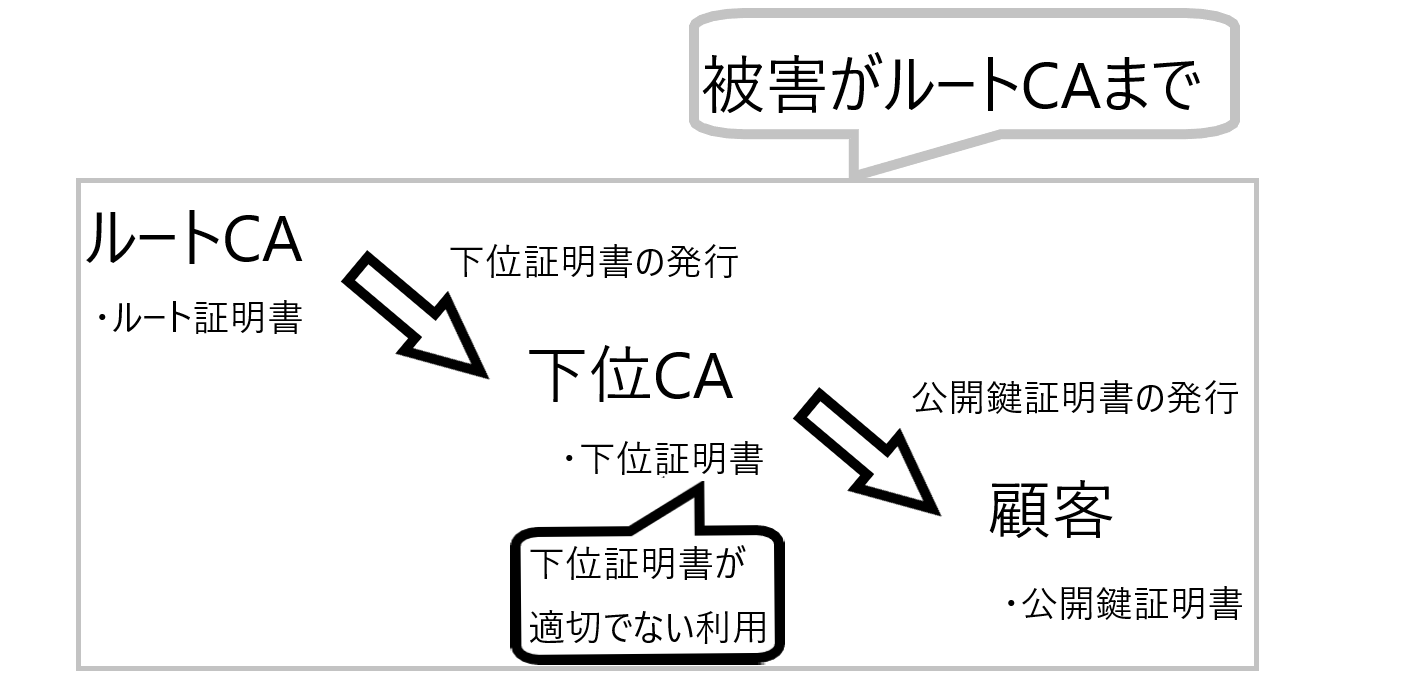 被害がルートCAまで
ルートCA
・ルート証明書
下位証明書の発行
下位CA
・下位証明書
公開鍵証明書の発行
顧客
・公開鍵証明書
下位証明書が
適切でない利用